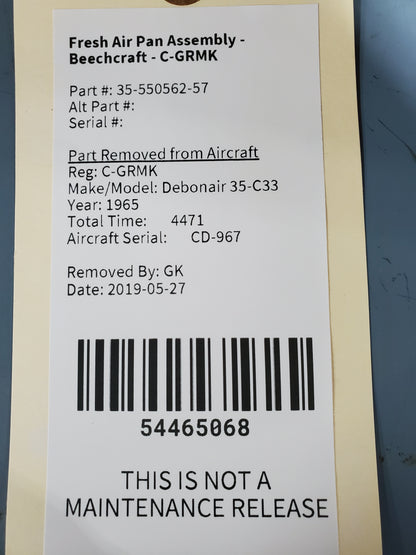 Fresh Air Pan Assembly -
Beechcraft - C-GRMK
Part #: 35-550562-57
Alt Part #:
Serial #:
Part Removed from Aircraft
Reg: C-GRMK
Make/Model: Debonair 35-C33
Year: 1965
Total Time: 4471
Aircraft Serial: CD-967
Removed By: GK
Date: 2019-05-27
54465068
THIS IS NOT A
MAINTENANCE RELEASE